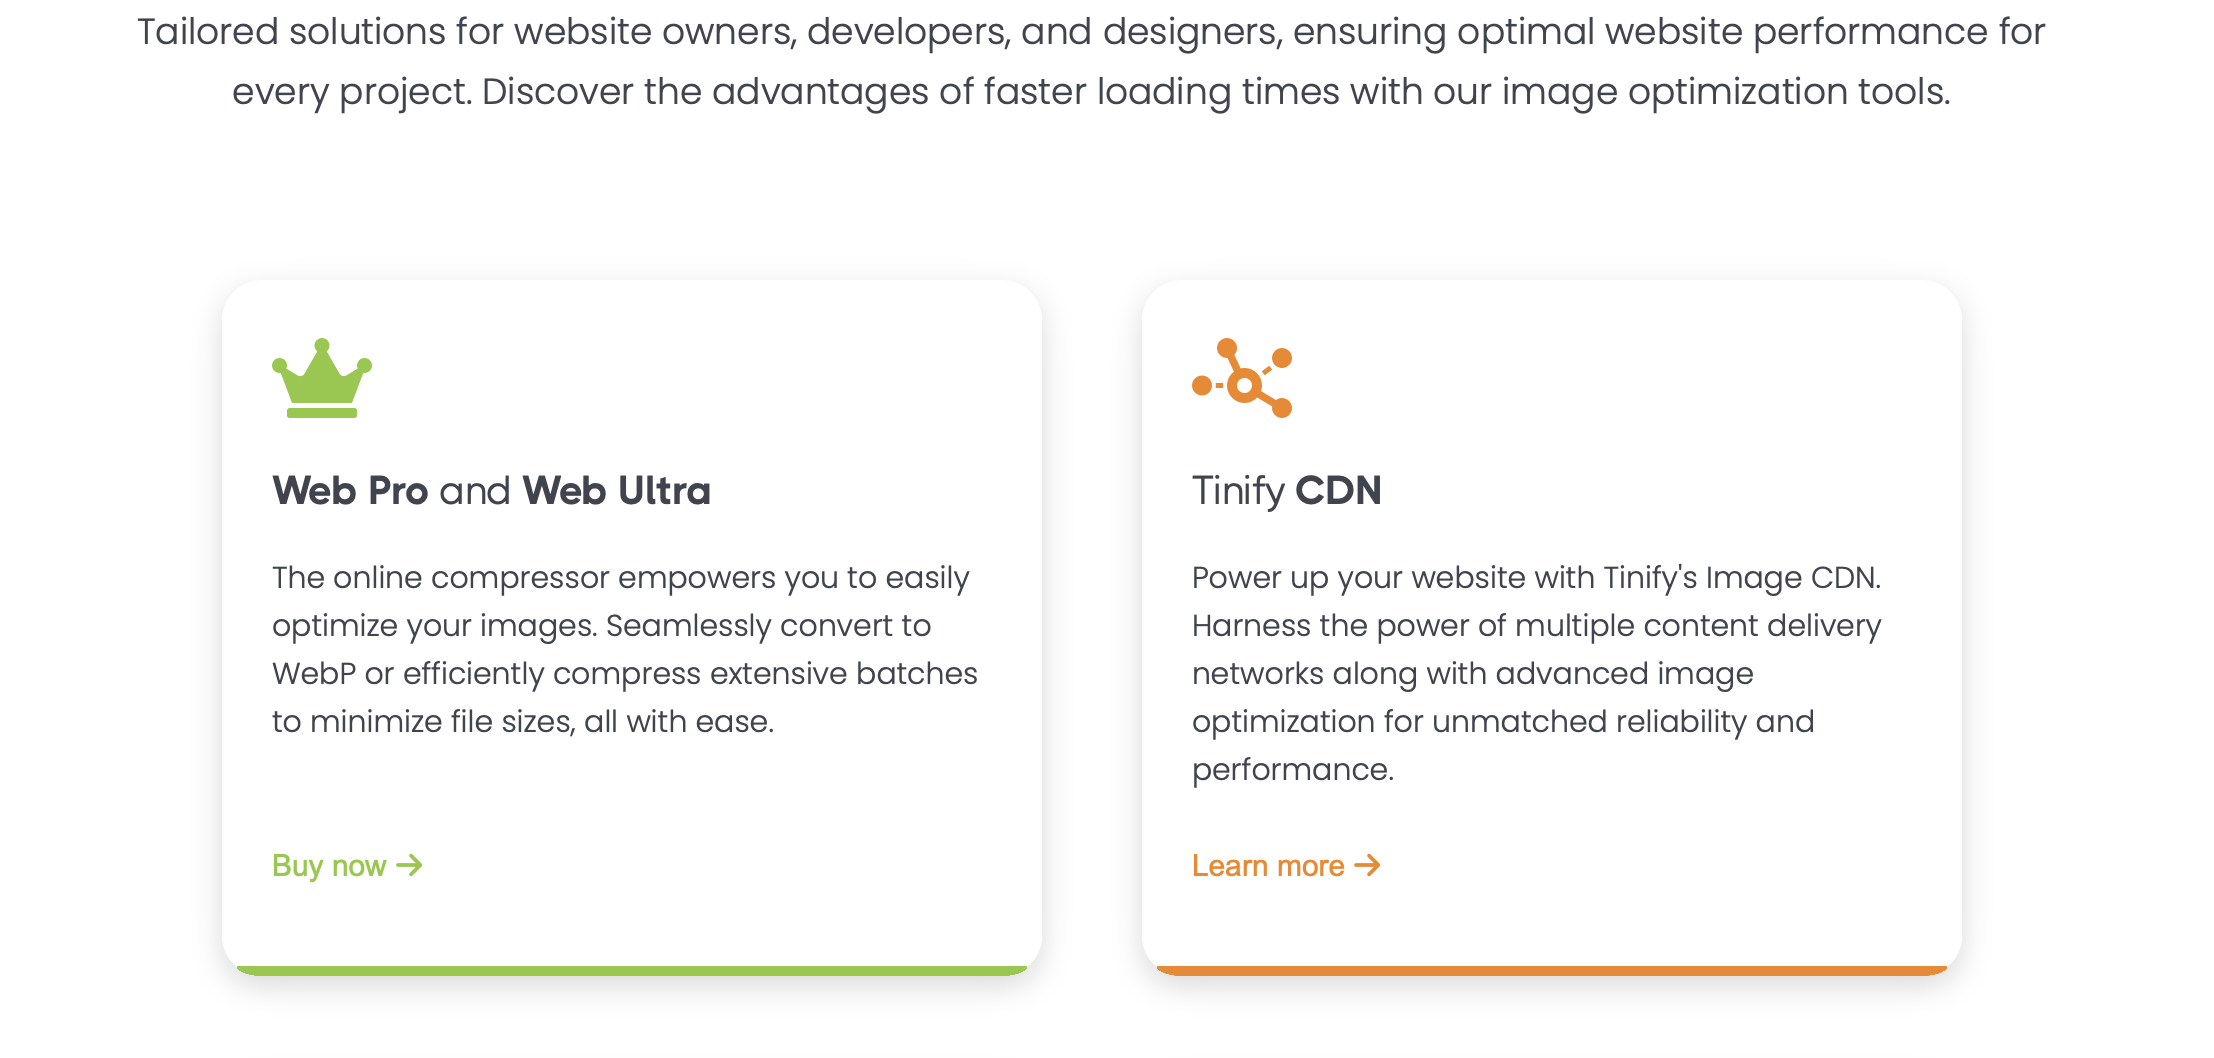 Tailored solutions for website owners, developers, and designers, ensuring optimal website performance for
every project. Discover the advantages of faster loading times with our image optimization tools.
Web Pro and Web Ultra
The online compressor empowers you to easily
optimize your images. Seamlessly convert to
WebP or efficiently compress extensive batches
to minimize file sizes, all with ease.
Buy now →
Tinify CDN
Power up your website with Tinify's Image CDN.
Harness the power of multiple content delivery
networks along with advanced image
optimization for unmatched reliability and
performance.
Learn more →